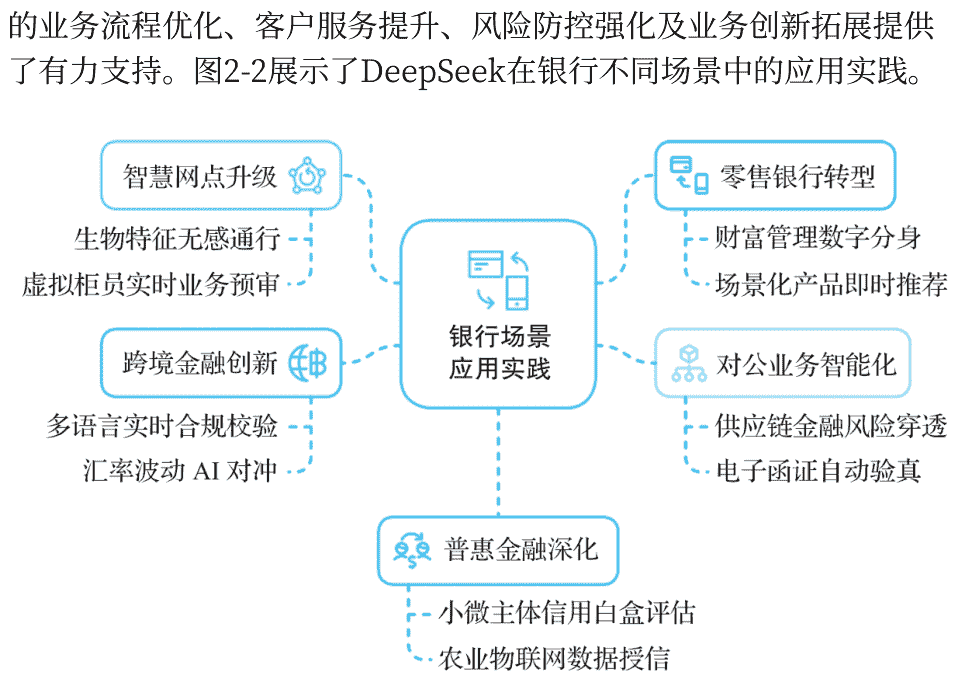 的业务流程优化、客户服务提升、风险防控强化及业务创新拓展提供
了有力支持。图2-2展示了DeepSeek在银行不同场景中的应用实践。
智慧网点升级
生物特征无感通行
虚拟柜员实时业务预审
跨境金融创新
多语言实时合规校验
汇率波动 AI 对冲
银行场景
应用实践
零售银行转型
财富管理数字分身
场景化产品即时推荐
对公业务智能化
供应链金融风险穿透
电子函证自动验真
普惠金融深化
小微主体信用白盒评估
农业物联网数据授信